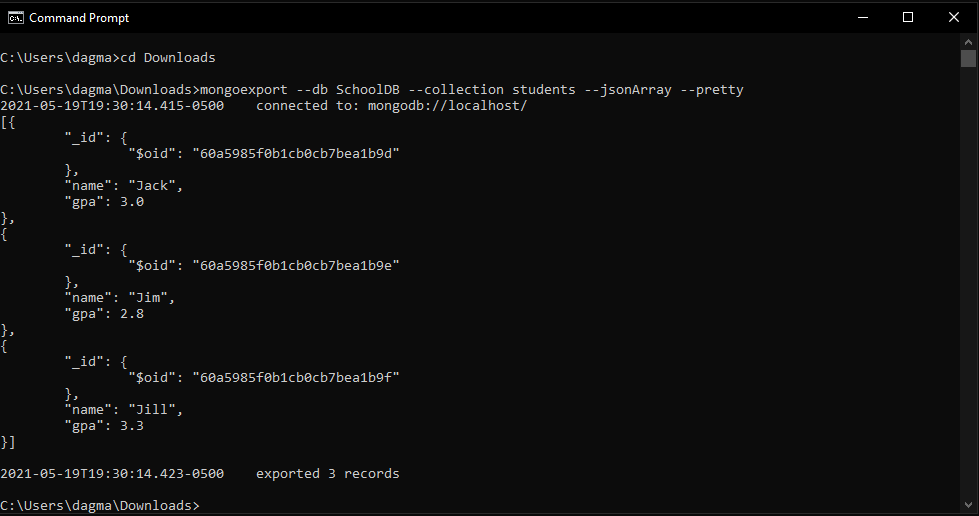 Command Prompt
C:\Users\dagma>cd Downloads
C:\Users\dagma\Downloads>mongoexport --db SchoolDB --collection students --jsonArray --pretty
2021-05-19T19:30:14.415-0500    connected to: mongodb://localhost/
[{
        "_id": {
                "$oid": "60a5985f0b1cb0cb7bea1b9d"
        },
        "name": "Jack",
        "gpa": 3.0
},
{
        "_id": {
                "$oid": "60a5985f0b1cb0cb7bea1b9e"
        },
        "name": "Jim",
        "gpa": 2.8
},
{
        "_id": {
                "$oid": "60a5985f0b1cb0cb7bea1b9f"
        },
        "name": "Jill",
        "gpa": 3.3
}]
2021-05-19T19:30:14.423-0500    exported 3 records
C:\Users\dagma\Downloads>